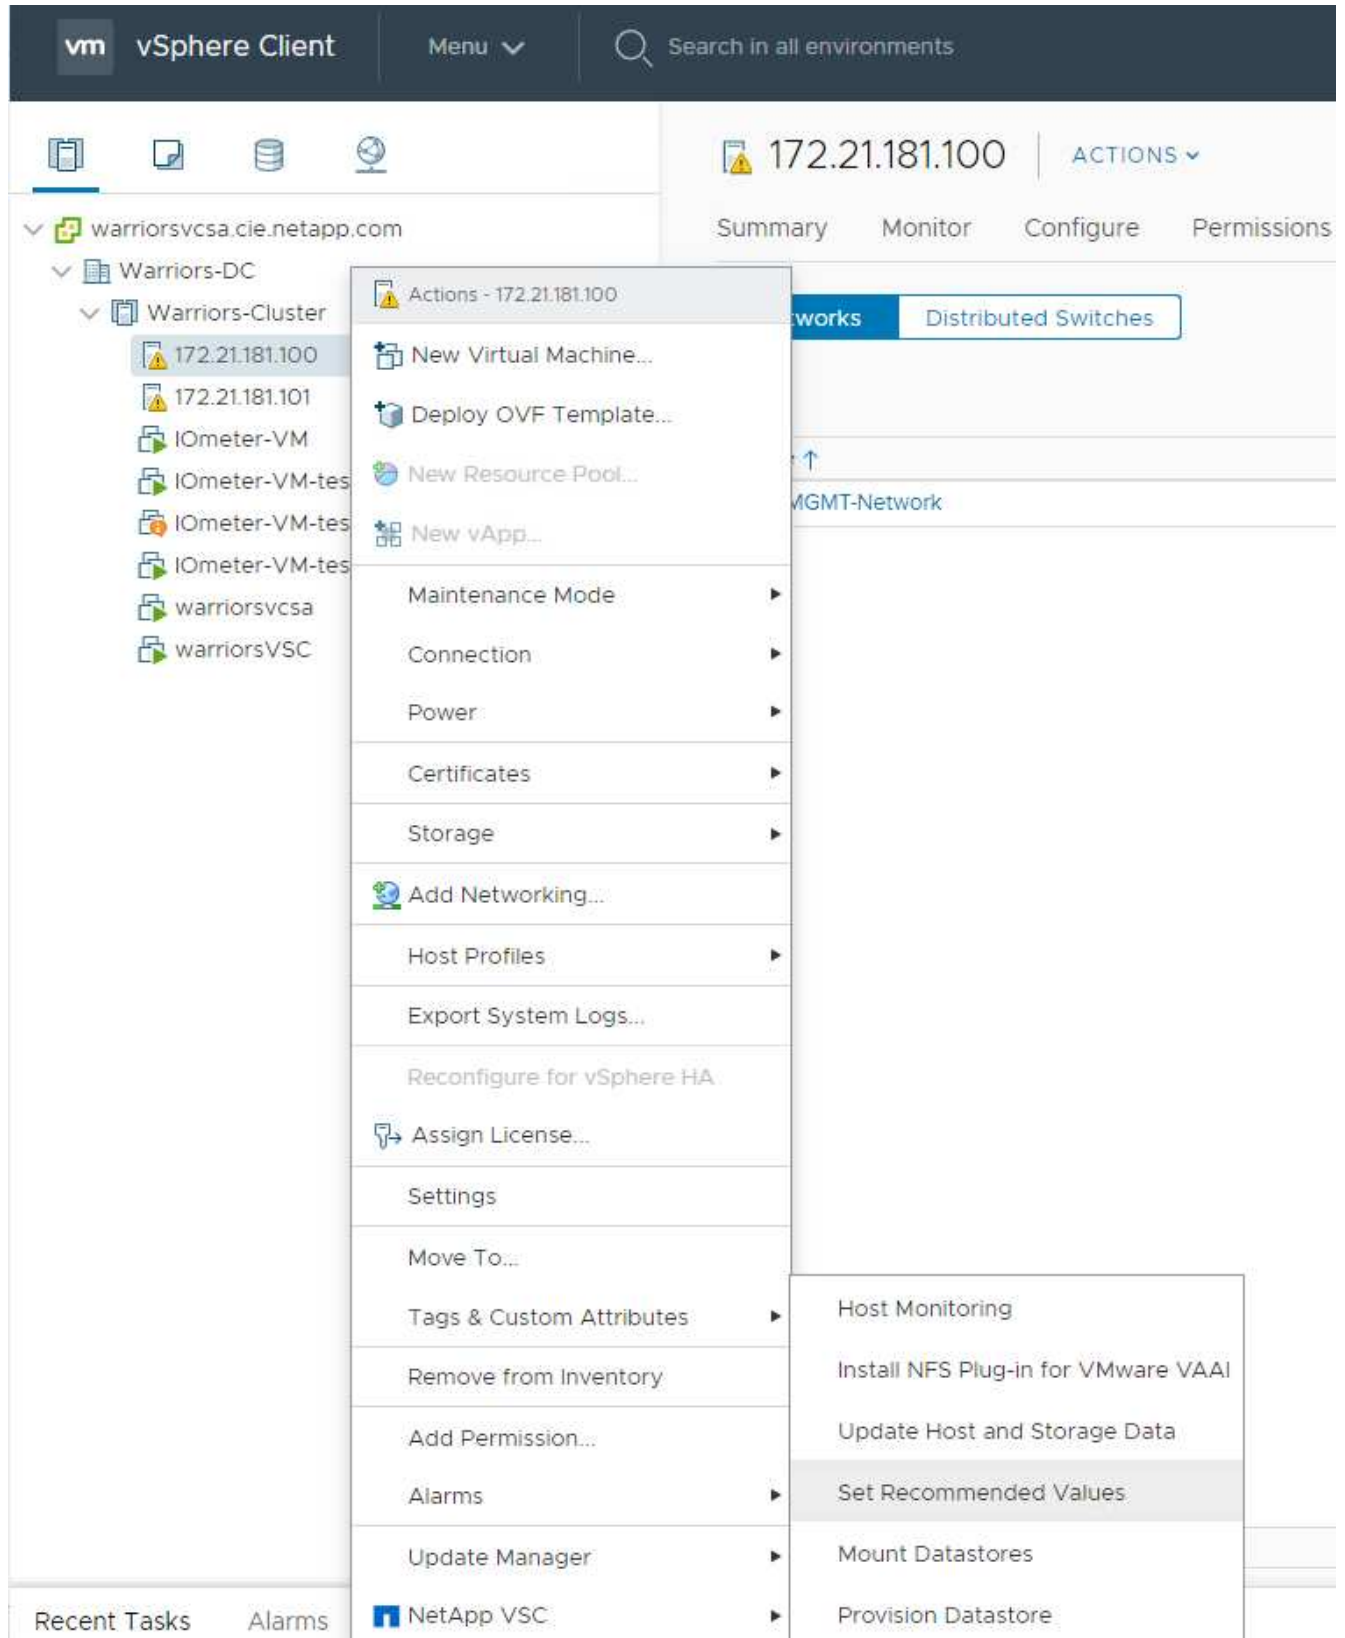 vm vSphere Client Menu Search in all environments
172.21.181.100 ACTIONS
Summary Monitor Configure Permissions
warriorsvcsa.cie.netapp.com
Warriors-DC
Warriors-Cluster
172.21.181.100
172.21.181.101
IOmeter-VM
IOmeter-VM-tes
IOmeter-VM-tes
IOmeter-VM-tes
warriorsvcsa
warriorsVSC
Actions - 172.21.181.100
New Virtual Machine...
Deploy OVF Template...
New Resource Pool...
New vApp...
Maintenance Mode
Connection
Power
Certificates
Storage
Add Networking...
Host Profiles
Export System Logs...
Reconfigure for vSphere HA
Assign License...
Settings
Move To...
Tags & Custom Attributes
Remove from Inventory
Add Permission...
Alarms
Update Manager
NetApp VSC
works Distributed Switches
MGMT-Network
Host Monitoring
Install NFS Plug-in for VMware VAAI
Update Host and Storage Data
Set Recommended Values
Mount Datastores
Provision Datastore
Recent Tasks Alarms